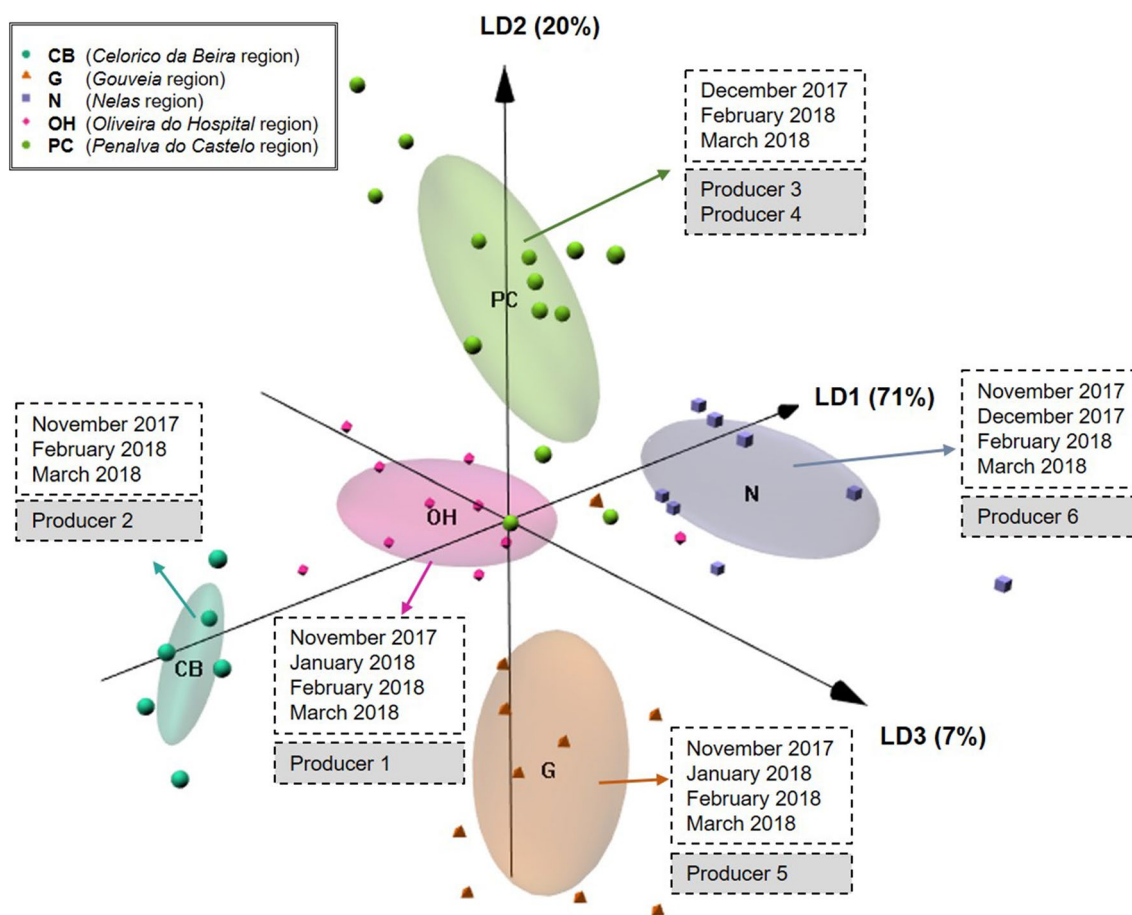 LD2 (20%)
CB (Celorico da Beira region)
G (Gouveia region)
N (Nelas region)
OH (Oliveira do Hospital region)
PC (Penalva do Castelo region)
December 2017
February 2018
March 2018
Producer 3
Producer 4
PC
LD1 (71%)
November 2017
December 2017
February 2018
March 2018
Producer 6
N
November 2017
February 2018
March 2018
Producer 2
OH
CB
November 2017
January 2018
February 2018
March 2018
Producer 1
LD3 (7%)
G
November 2017
January 2018
February 2018
March 2018
Producer 5